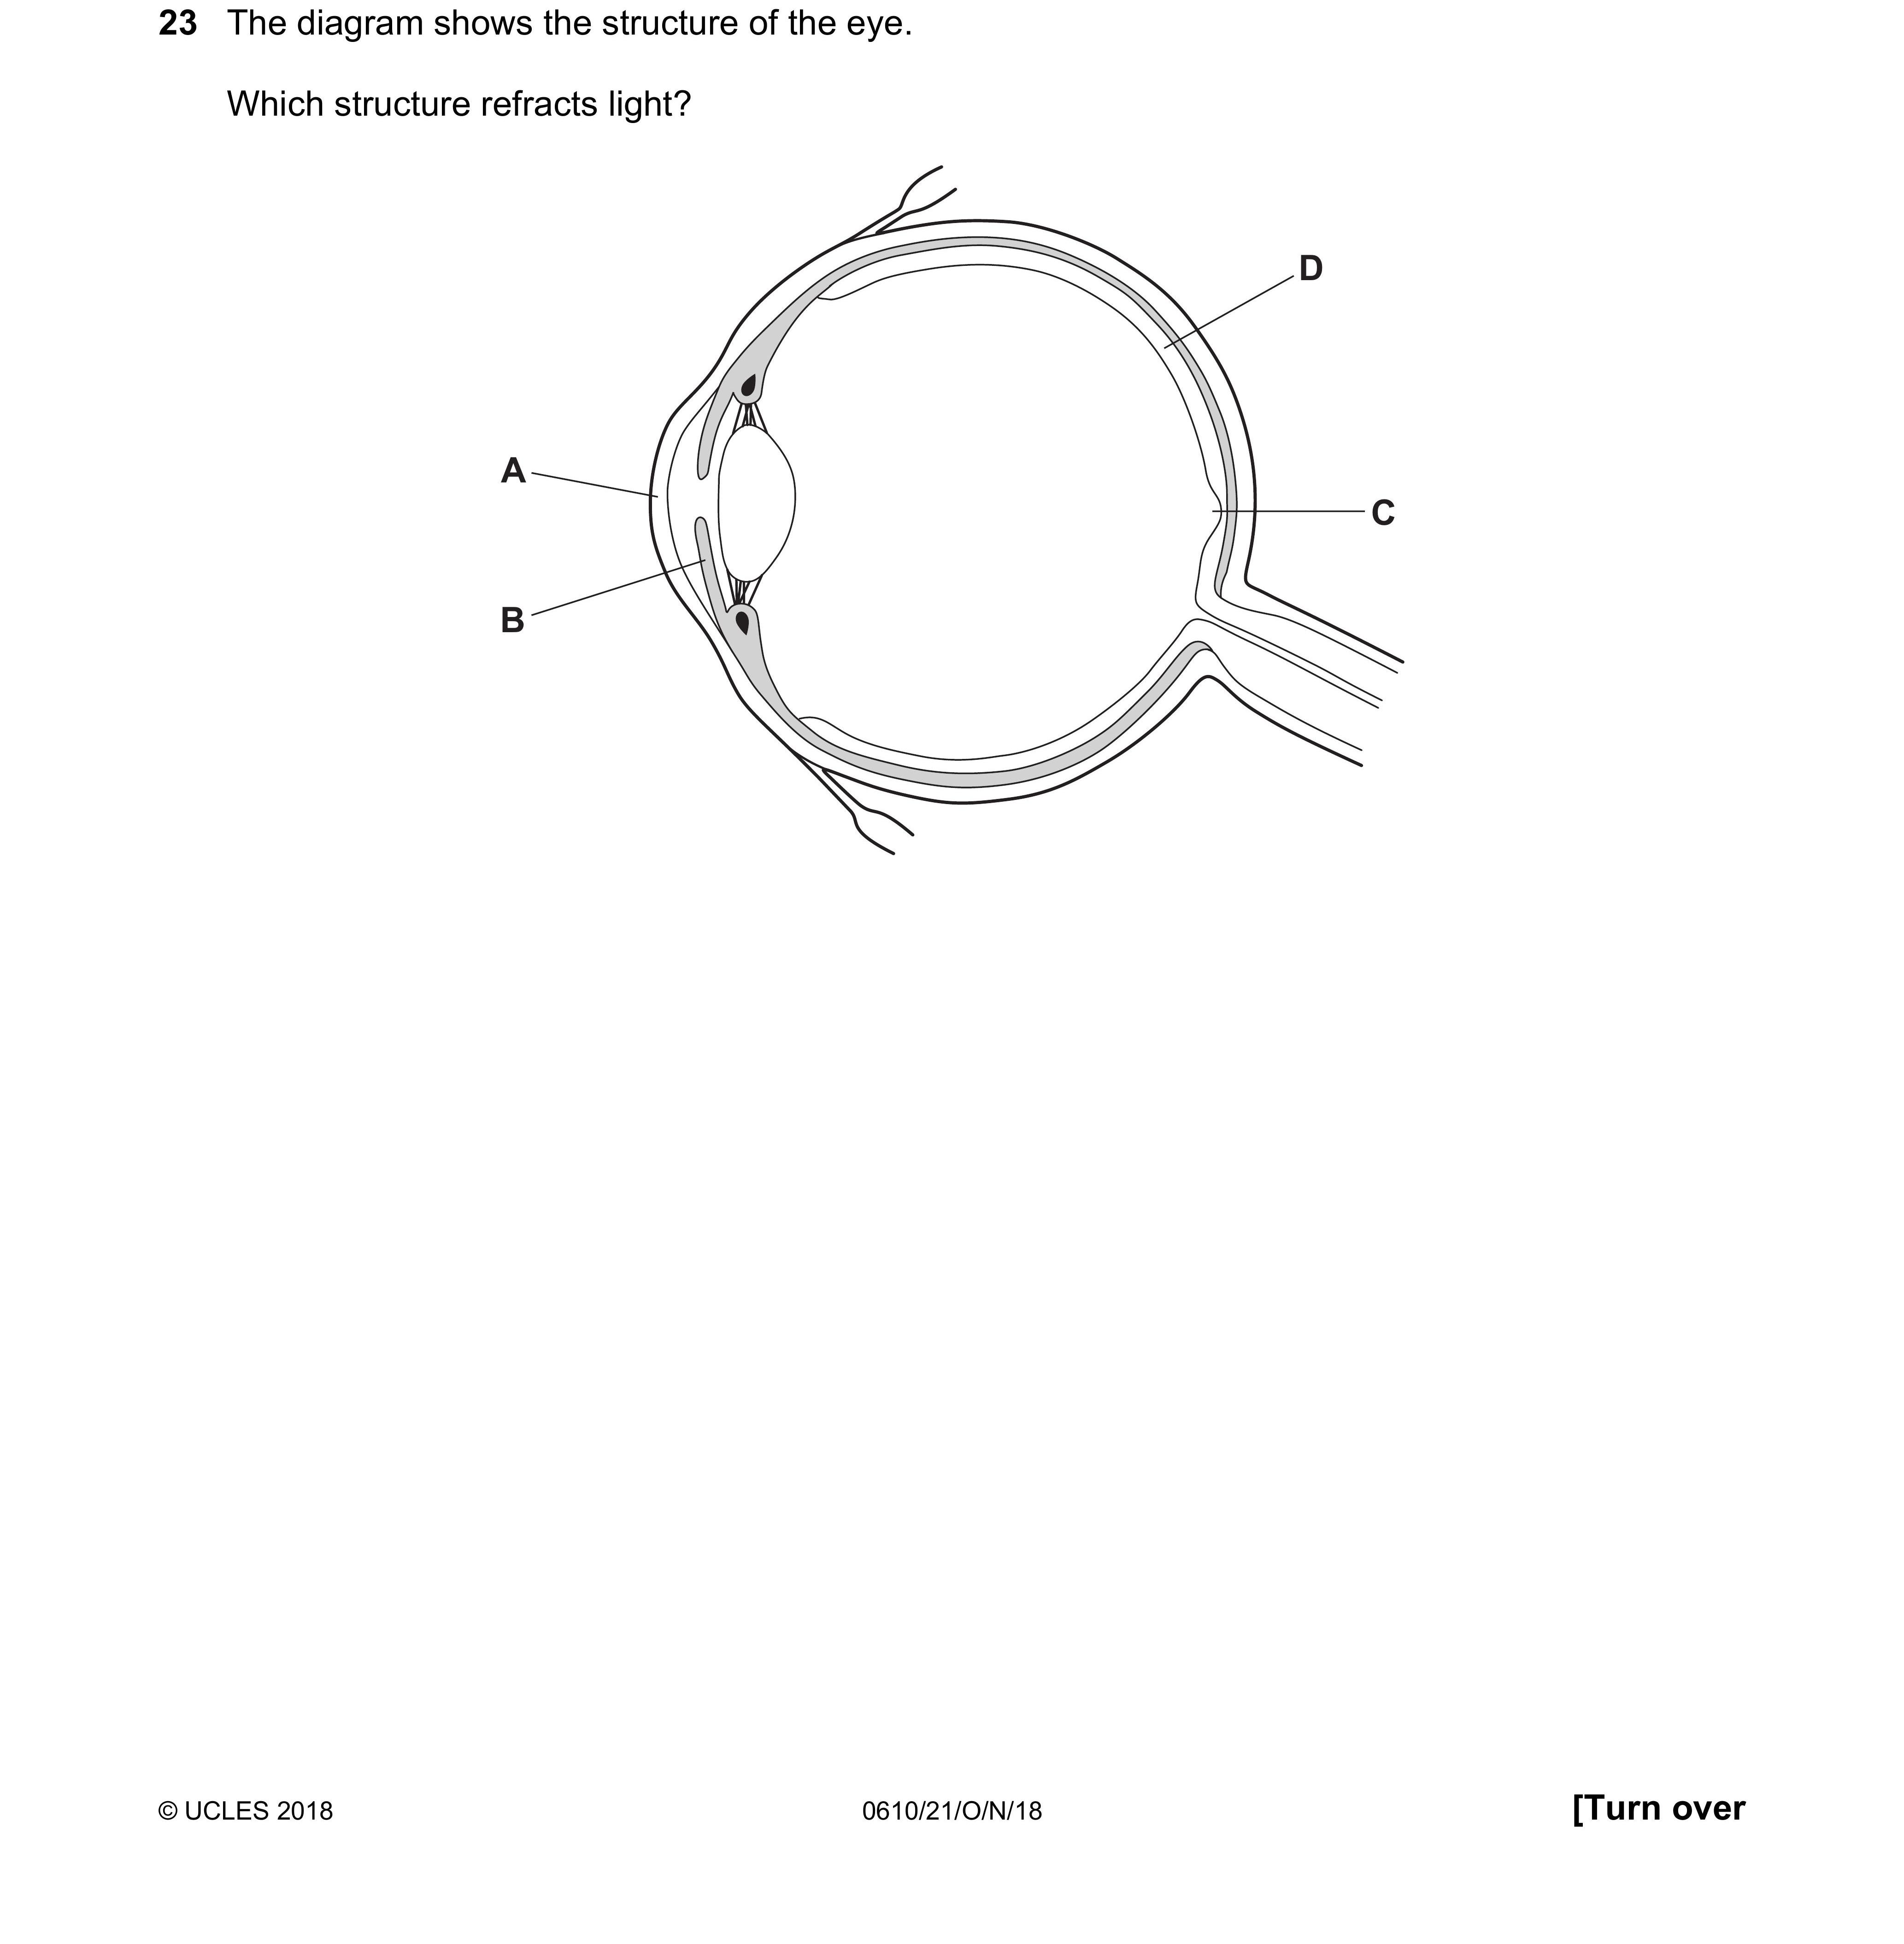 23 The diagram shows the structure of the eye.
Which structure refracts light?
D
A
C
B
© UCLES 2018
0610/21/O/N/18
[Turn over